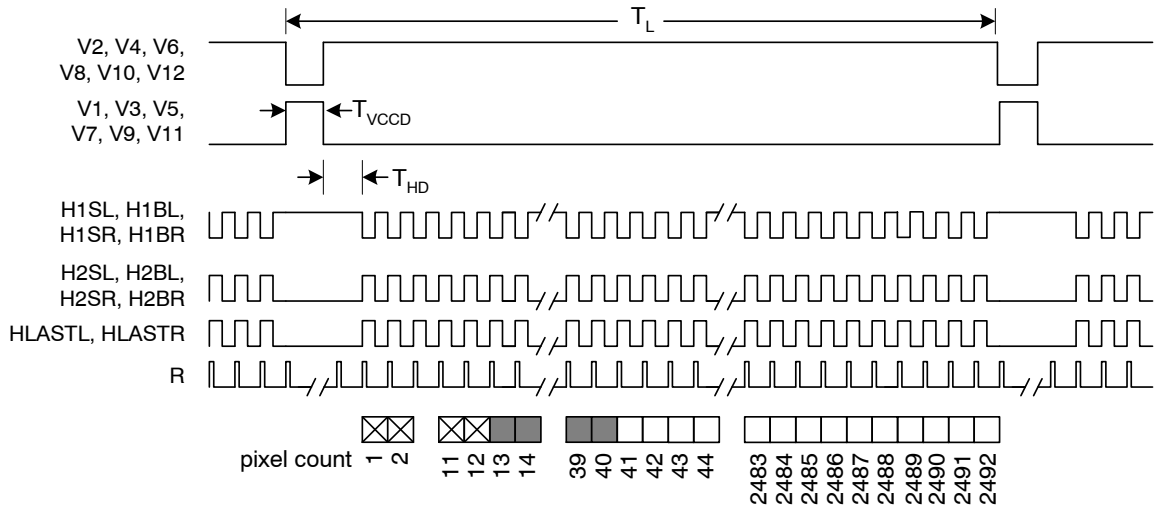 T_L
V2, V4, V6,
V8, V10, V12
V1, V3, V5,
V7, V9, V11
T_VCCD
T_HD
H1SL, H1BL,
H1SR, H1BR
H2SL, H2BL,
H2SR, H2BR
HLASTL, HLASTR
R
pixel count 1 2 11 12 13 14 39 40 41 42 43 44 2483 2484 2485 2486 2487 2488 2489 2490 2491 2492